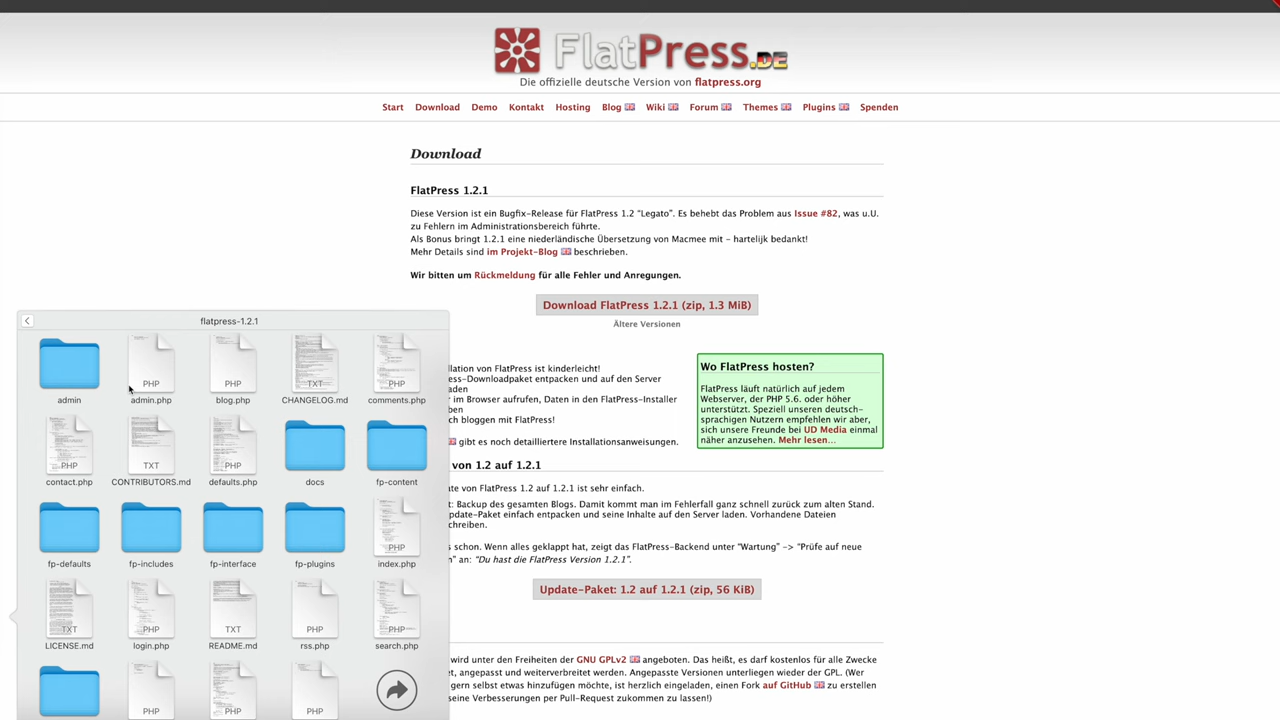 FlatPress.DE
Die offizielle deutsche Version von flatpress.org
Start Download Demo Kontakt Hosting Blog Wiki Forum Themes Plugins Spenden
Download
FlatPress 1.2.1
Diese Version ist ein Bugfix-Release für FlatPress 1.2 “Legato”. Es behebt das Problem aus Issue #82, was u.U.
zu Fehlern im Administrationsbereich führte.
Als Bonus bringt 1.2.1 eine niederländische Übersetzung von Macmee mit – hartelijk bedankt!
Mehr Details sind im Projekt-Blog beschrieben.
Wir bitten um Rückmeldung für alle Fehler und Anregungen.
Download FlatPress 1.2.1 (zip, 1.3 MiB)
Ältere Versionen
llation von FlatPress ist kinderleicht!
ess-Downloadpaket entpacken und auf den Server
aden
r im Browser aufrufen, Daten in den FlatPress-Installer
ben
ch bloggen mit FlatPress!
gibt es noch detailliertere Installationsanweisungen.
Wo FlatPress hosten?
FlatPress läuft natürlich auf jedem
Webserver, der PHP 5.6. oder höher
unterstützt. Speziell unseren deutsch-
sprachigen Nutzern empfehlen wir aber,
sich unsere Freunde bei UD Media einmal
näher anzusehen. Mehr lesen…
von 1.2 auf 1.2.1
te von FlatPress 1.2 auf 1.2.1 ist sehr einfach.
t: Backup des gesamten Blogs. Damit kommt man im Fehlerfall ganz schnell zurück zum alten Stand.
pdate-Paket einfach entpacken und seine Inhalte auf den Server laden. Vorhandene Dateien
chreiben.
s schon. Wenn alles geklappt hat, zeigt das FlatPress-Backend unter “Wartung” -> “Prüfe auf neue
n” an: “Du hast die FlatPress Version 1.2.1”.
Update-Paket: 1.2 auf 1.2.1 (zip, 56 KiB)
wird unter den Freiheiten der GNU GPLv2 angeboten. Das heißt, es darf kostenlos für alle Zwecke
t, angepasst und weiterverbreitet werden. Angepasste Versionen unterliegen wieder der GPL. (Wer
gern selbst etwas hinzufügen möchte, ist herzlich eingeladen, einen Fork auf GitHub zu erstellen
seine Verbesserungen per Pull-Request zukommen zu lassen!)
flatpress-1.2.1
PHP PHP TXT PHP
admin admin.php blog.php CHANGELOG.md comments.php
PHP TXT PHP
contact.php CONTRIBUTORS.md defaults.php docs fp-content
PHP
fp-defaults fp-includes fp-interface fp-plugins index.php
TXT PHP TXT PHP PHP
LICENSE.md login.php README.md rss.php search.php
PHP PHP PHP